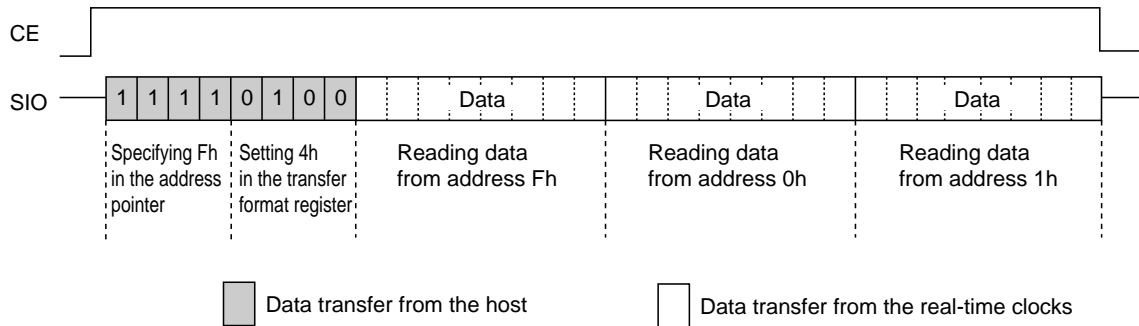 CE
SIO
1 1 1 1 0 1 0 0 Data Data Data
Specifying Fh
in the address
pointer
Setting 4h
in the transfer
format register
Reading data
from address Fh
Reading data
from address 0h
Reading data
from address 1h
Data transfer from the host
Data transfer from the real-time clocks